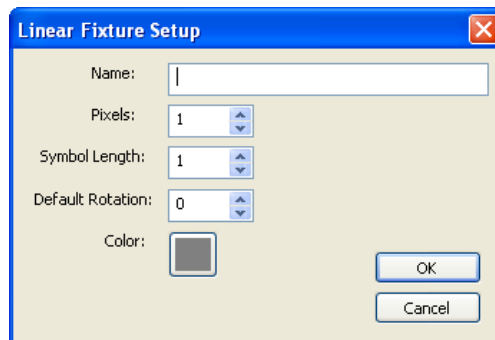 Linear Fixture Setup
Name:
Pixels: 1
Symbol Length: 1
Default Rotation: 0
Color:
OK
Cancel